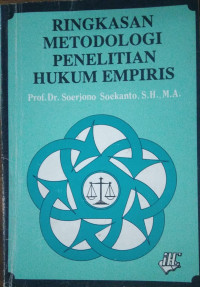 RINGKASAN
METODOLOGI
PENELITIAN
HUKUM EMPIRIS
Prof. Dr. Soerjono Soekanto, S.H., M.A.